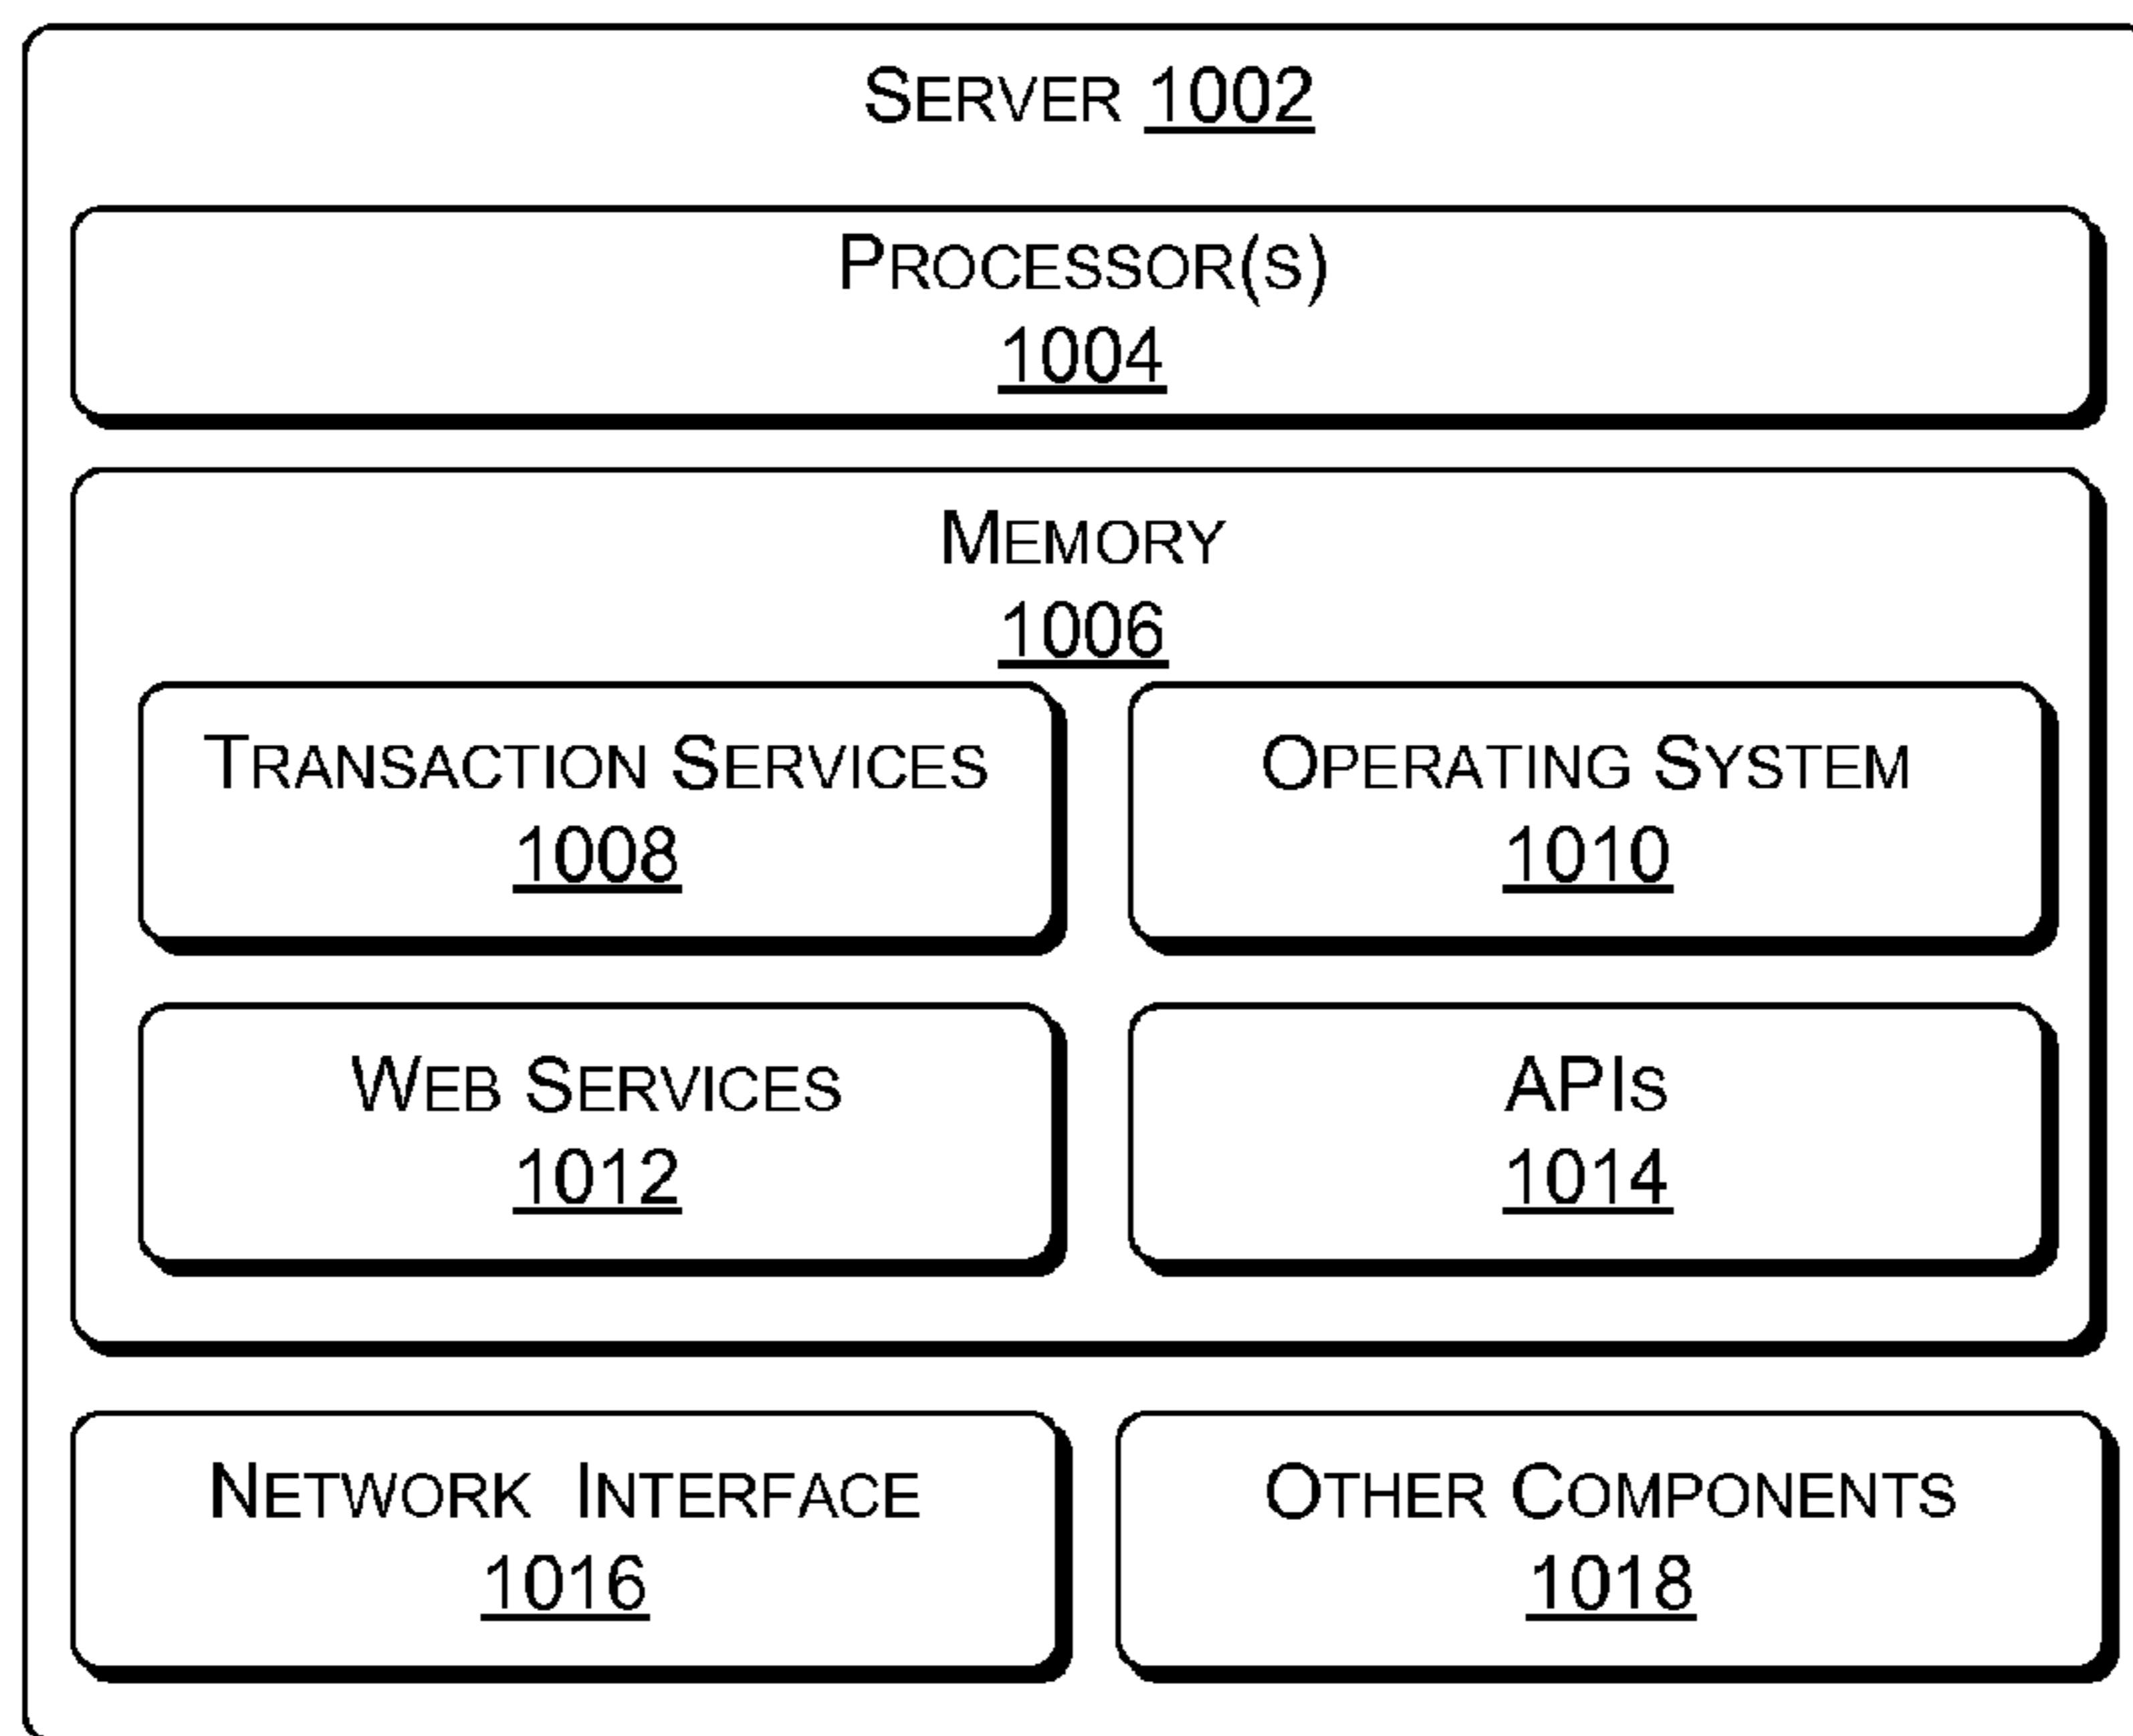 SERVER 1002
PROCESSOR(S)
1004
MEMORY
1006
TRANSACTION SERVICES
1008
OPERATING SYSTEM
1010
WEB SERVICES
1012
APIS
1014
NETWORK INTERFACE
1016
OTHER COMPONENTS
1018